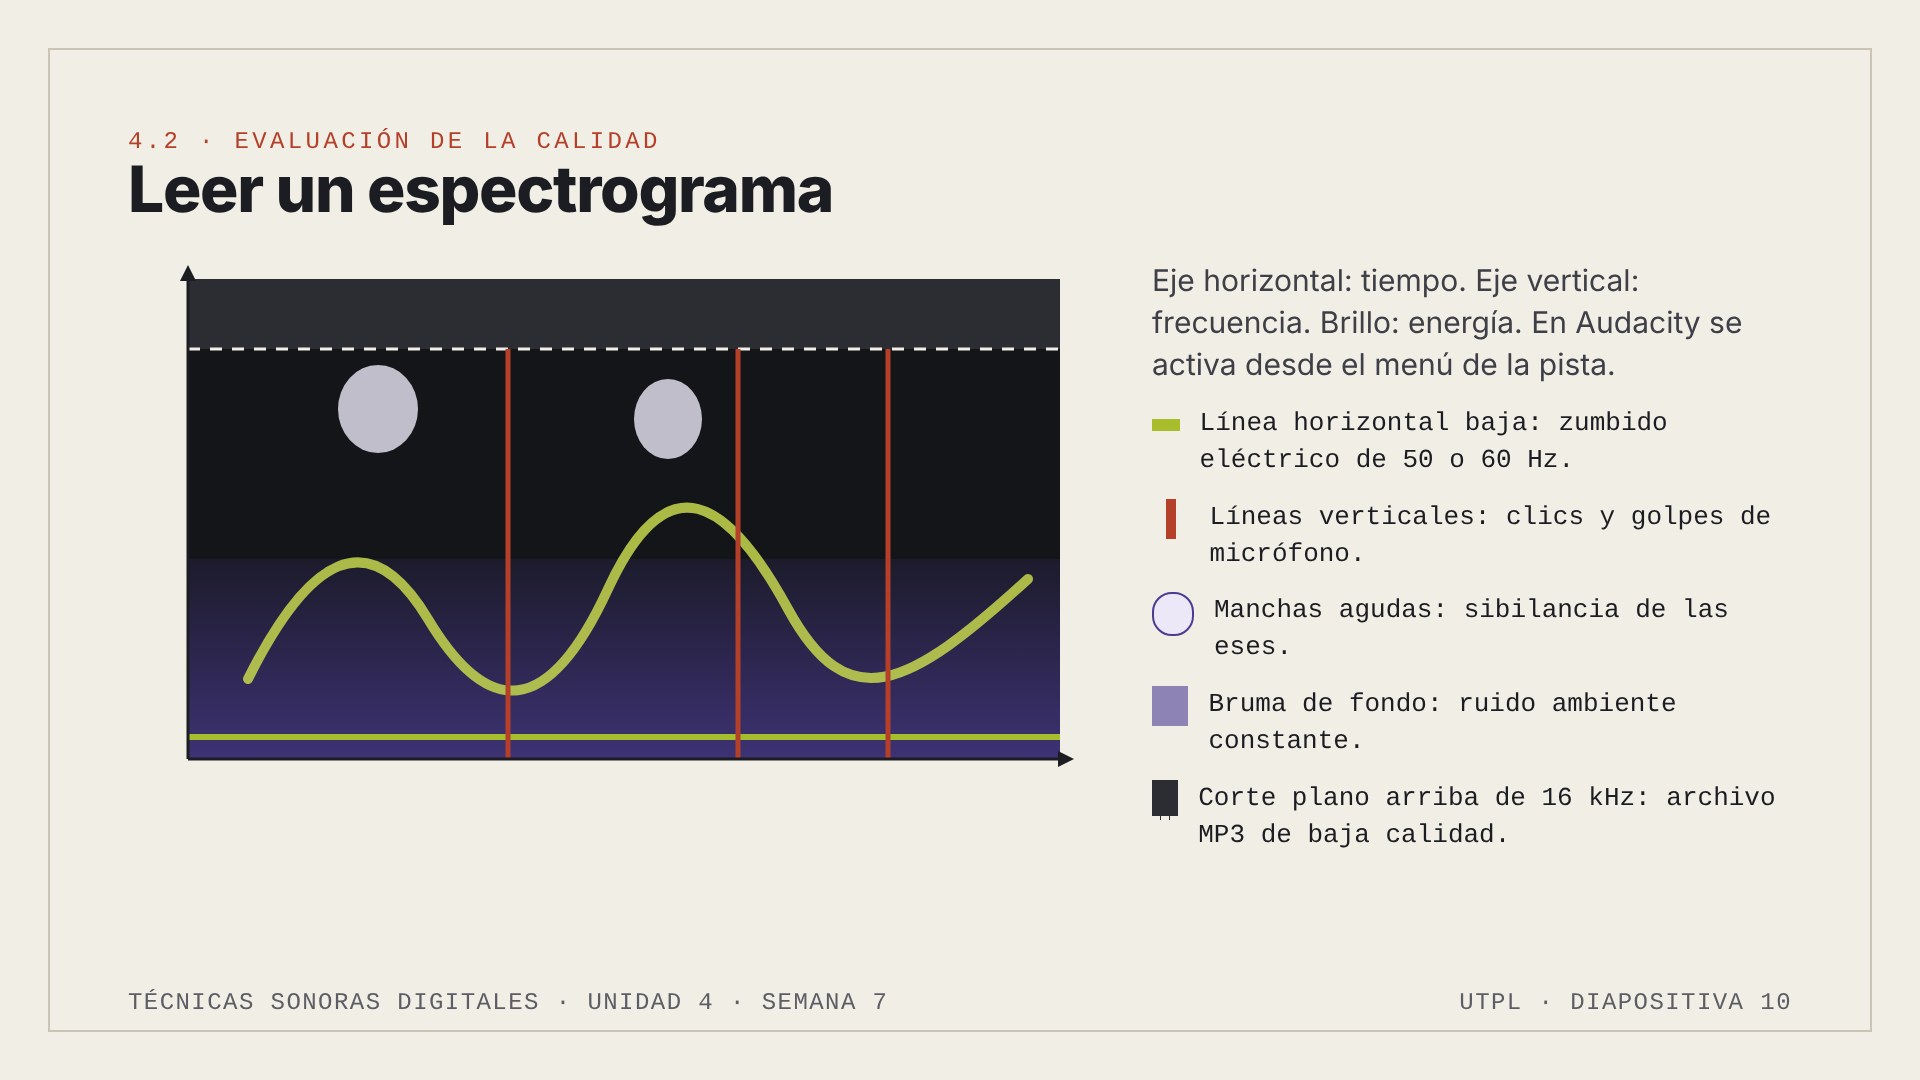 4.2 · EVALUACIÓN DE LA CALIDAD
Leer un espectrograma
Eje horizontal: tiempo. Eje vertical:
frecuencia. Brillo: energía. En Audacity se
activa desde el menú de la pista.
Línea horizontal baja: zumbido
eléctrico de 50 o 60 Hz.
Líneas verticales: clics y golpes de
micrófono.
Manchas agudas: sibilancia de las
eses.
Bruma de fondo: ruido ambiente
constante.
Corte plano arriba de 16 kHz: archivo
MP3 de baja calidad.
TÉCNICAS SONORAS DIGITALES · UNIDAD 4 · SEMANA 7
UTPL · DIAPOSITIVA 10